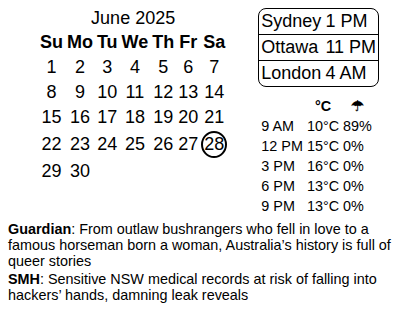 June 2025
Su Mo Tu We Th Fr Sa
1 2 3 4 5 6 7
8 9 10 11 12 13 14
15 16 17 18 19 20 21
22 23 24 25 26 27 28
29 30
Sydney 1 PM
Ottawa 11 PM
London 4 AM
°C ☂
9 AM 10°C 89%
12 PM 15°C 0%
3 PM 16°C 0%
6 PM 13°C 0%
9 PM 13°C 0%
Guardian: From outlaw bushrangers who fell in love to a
famous horseman born a woman, Australia’s history is full of
queer stories
SMH: Sensitive NSW medical records at risk of falling into
hackers’ hands, damning leak reveals